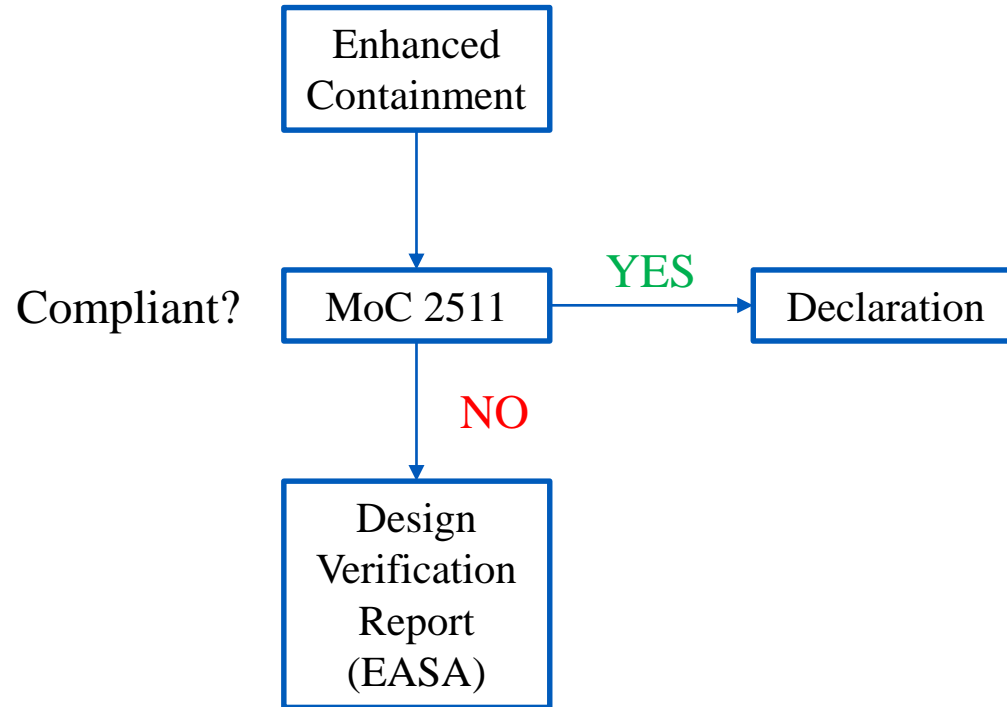 Enhanced
Containment
Compliant?
MoC 2511
YES
Declaration
NO
Design
Verification
Report
(EASA)